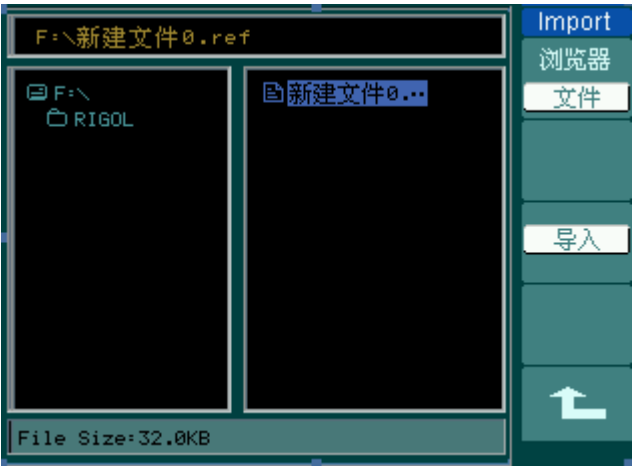 F:\新建文件0.ref
F:\
RIGOL
新建文件0.··
File Size:32.0KB
Import
浏览器
文件
导入